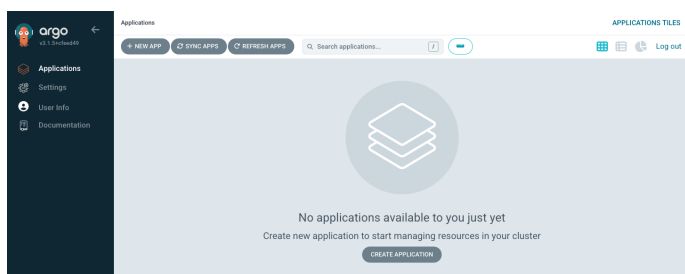 argo
v3.1.5+cfeed49
Applications
Settings
User Info
Documentation
Applications
APPLICATIONS TILES
+ NEW APP
SYNC APPS
REFRESH APPS
Search applications...
/
Log out
No applications available to you just yet
Create new application to start managing resources in your cluster
CREATE APPLICATION